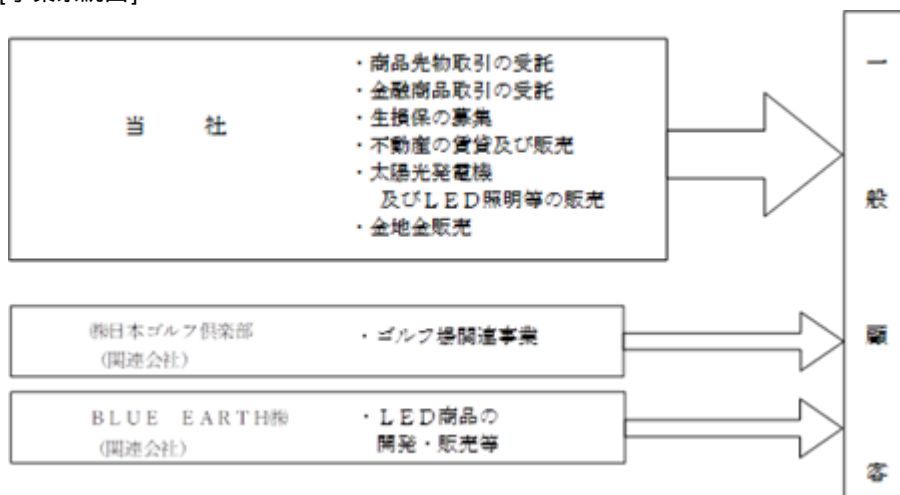 [事業系統図]
当 社
・商品先物取引の受託
・金融商品取引の受託
・生損保の募集
・不動産の賃貸及び販売
・太陽光発電機
及びLED照明等の販売
・金地金販売
㈱日本ゴルフ倶楽部
(関連会社)
・ゴルフ場関連事業
BLUE EARTH㈱
(関連会社)
・LED商品の
開発・販売等
一
般
顧
客